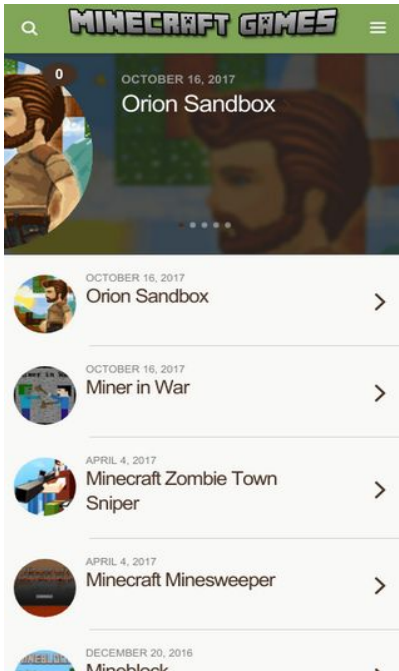 MINECRAFT GAMES
0
OCTOBER 16, 2017
Orion Sandbox
OCTOBER 16, 2017
Orion Sandbox
OCTOBER 16, 2017
Miner in War
APRIL 4, 2017
Minecraft Zombie Town
Sniper
APRIL 4, 2017
Minecraft Minesweeper
DECEMBER 20, 2016
Mineblock